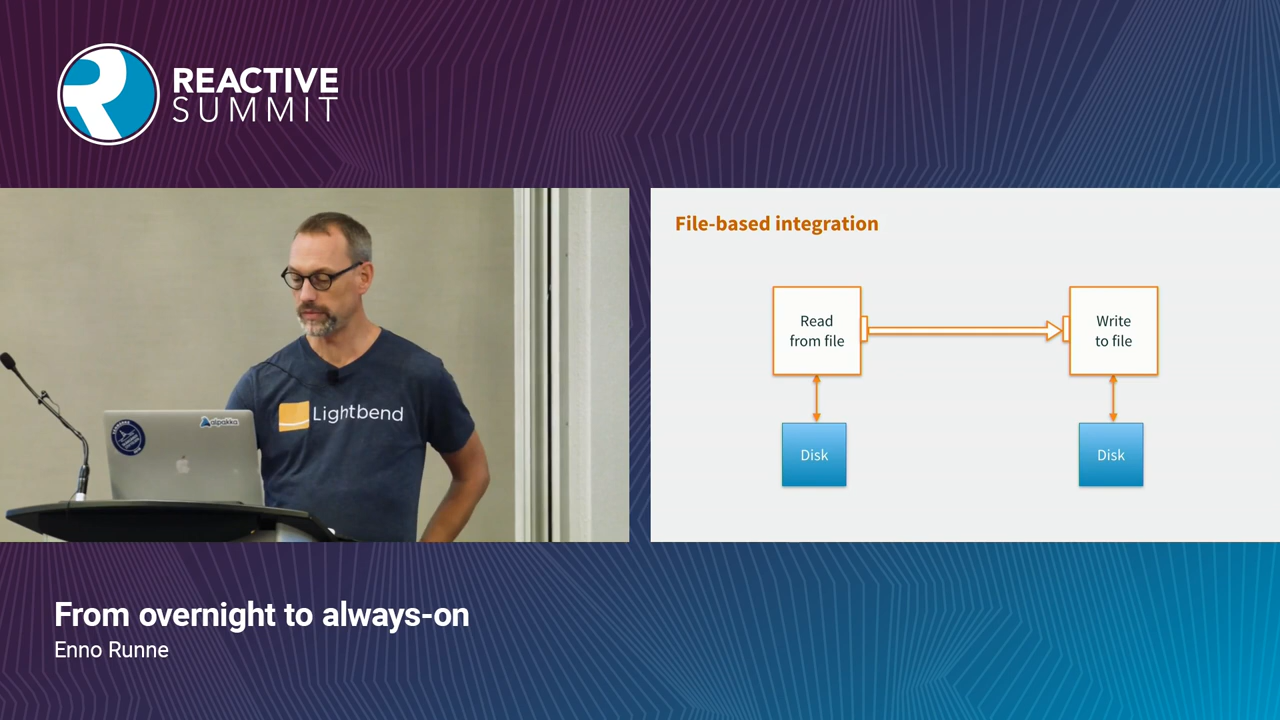 REACTIVE
SUMMIT
Lightbend
alpakka
File-based integration
Read
from file
Write
to file
Disk
Disk
From overnight to always-on
Enno Runne